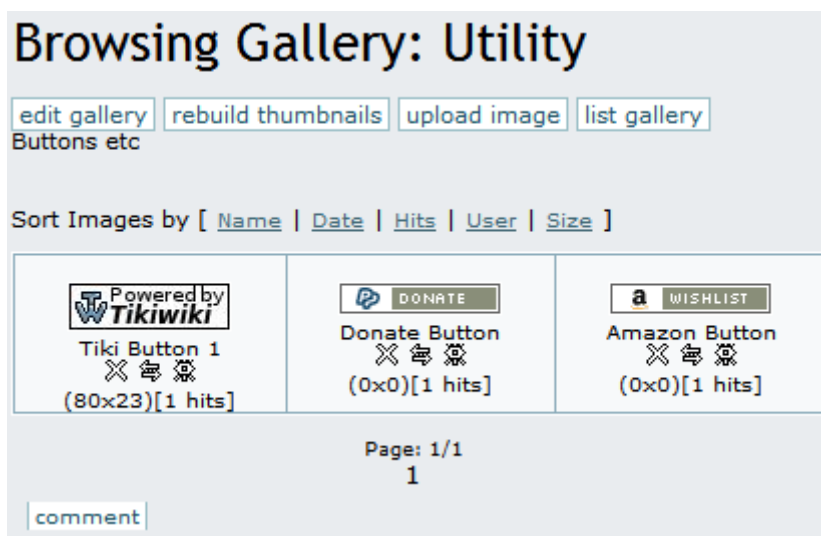 Browsing Gallery: Utility
edit gallery rebuild thumbnails upload image list gallery
Buttons etc
Sort Images by [ Name | Date | Hits | User | Size ]
Powered by
Tikiwiki
Tiki Button 1
(80x23)[1 hits]
DONATE
Donate Button
(0x0)[1 hits]
a WISHLIST
Amazon Button
(0x0)[1 hits]
Page: 1/1
1
comment